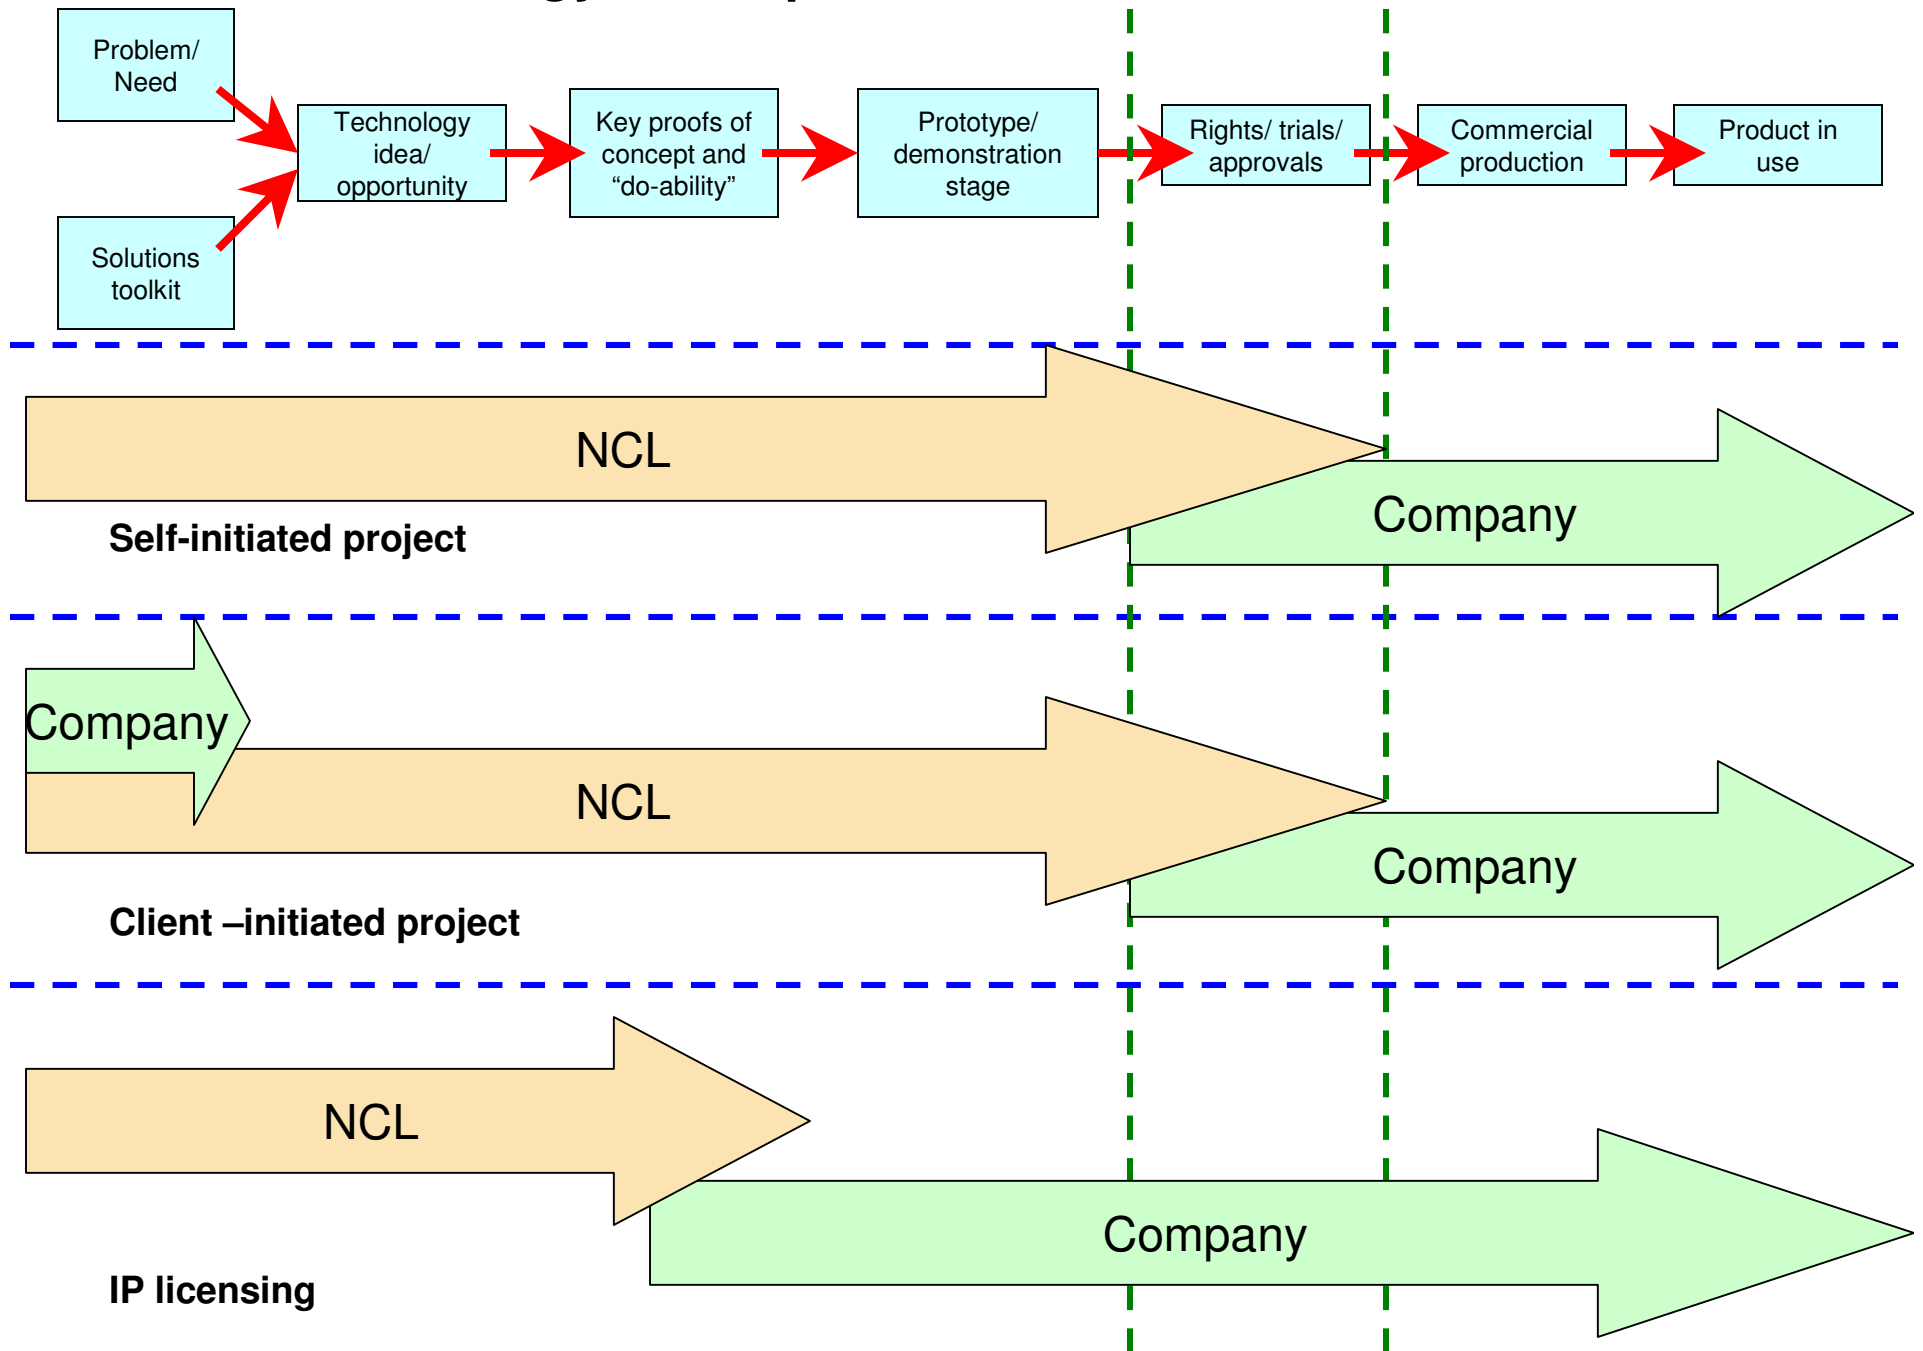 Problem/
Need
Technology
idea/
opportunity
Key proofs of
concept and
“do-ability”
Prototype/
demonstration
stage
Rights/ trials/
approvals
Commercial
production
Product in
use
Solutions
toolkit
NCL
Company
Self-initiated project
Company
NCL
Company
Client –initiated project
NCL
Company
IP licensing